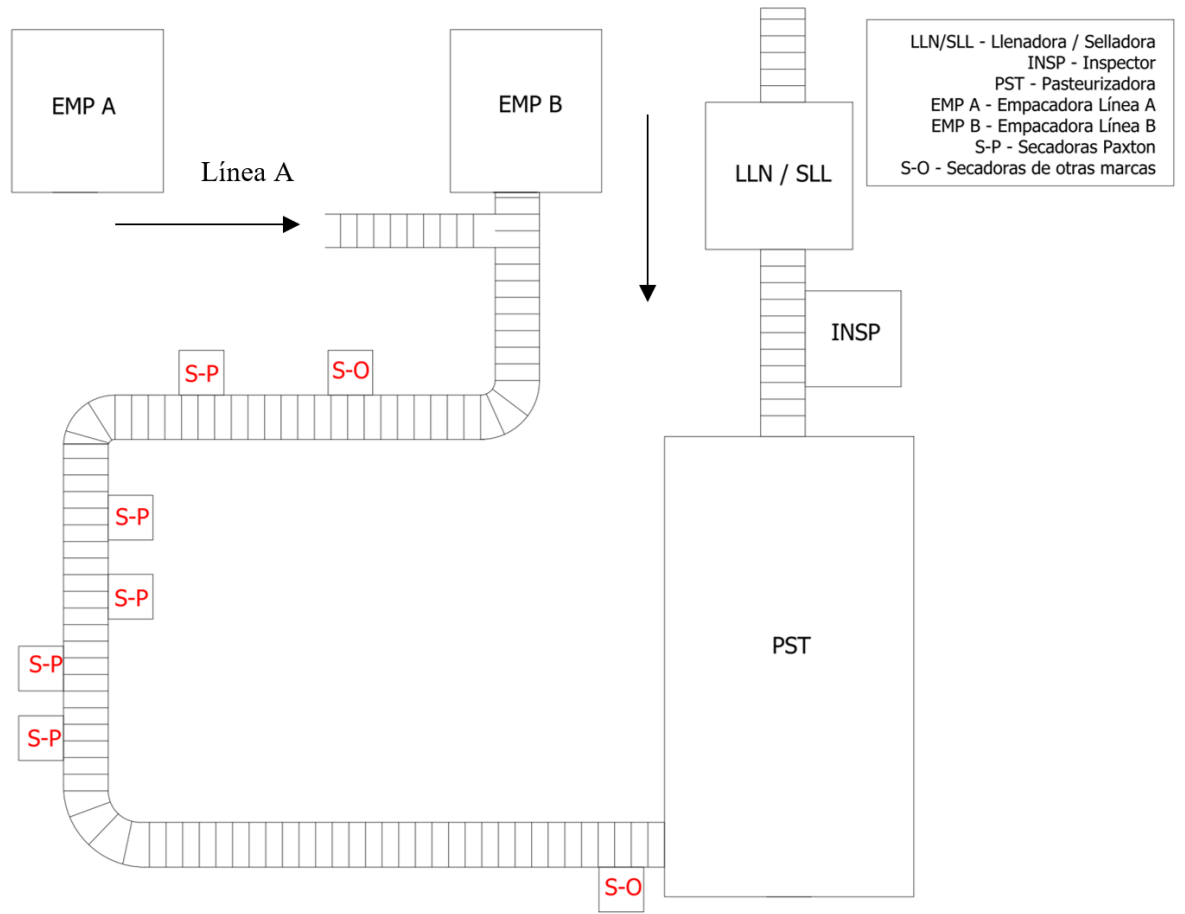 EMP A
EMP B
LLN / SLL
LLN/SLL - Llenadora / Selladora
INSP - Inspector
PST - Pasteurizadora
EMP A - Empacadora Línea A
EMP B - Empacadora Línea B
S-P - Secadoras Paxton
S-O - Secadoras de otras marcas
Línea A
INSP
S-P
S-O
S-P
S-P
S-P
S-P
PST
S-O